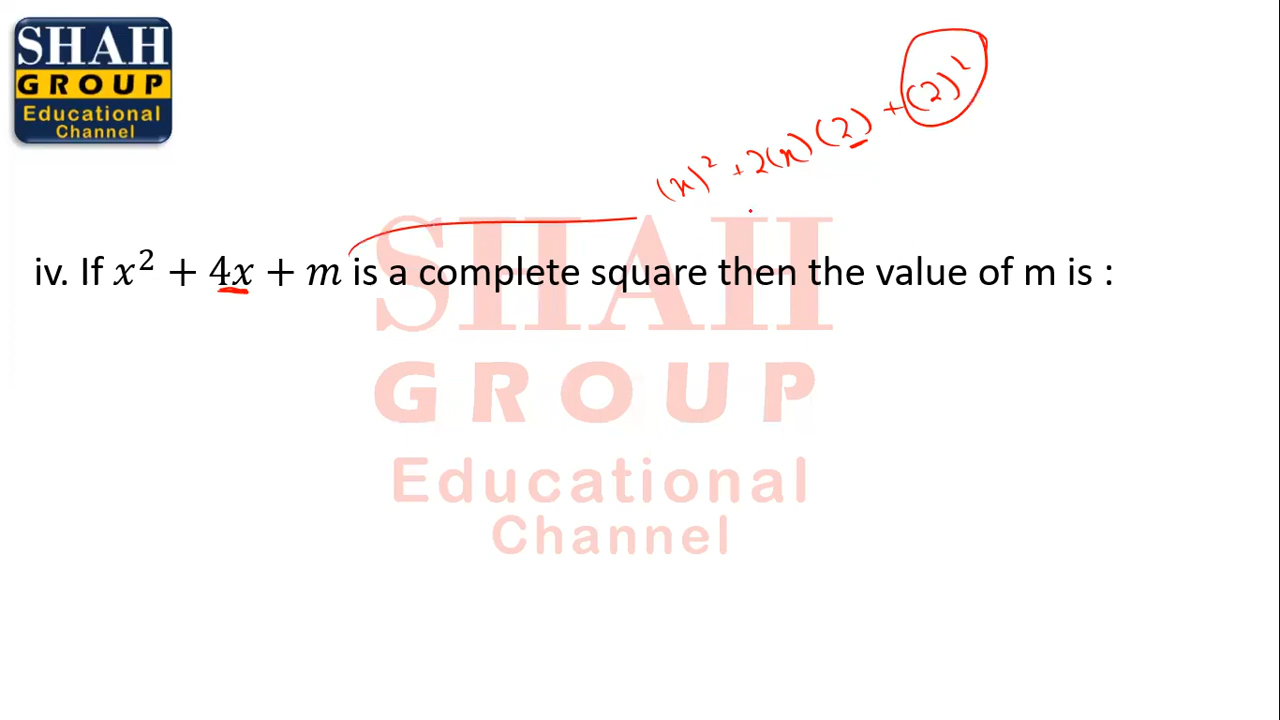 SHAH
GROUP
Educational
Channel
(x)² + 2(x)(2) + (2)²
iv. If x² + 4x + m is a complete square then the value of m is :
SHAH
GROUP
Educational
Channel